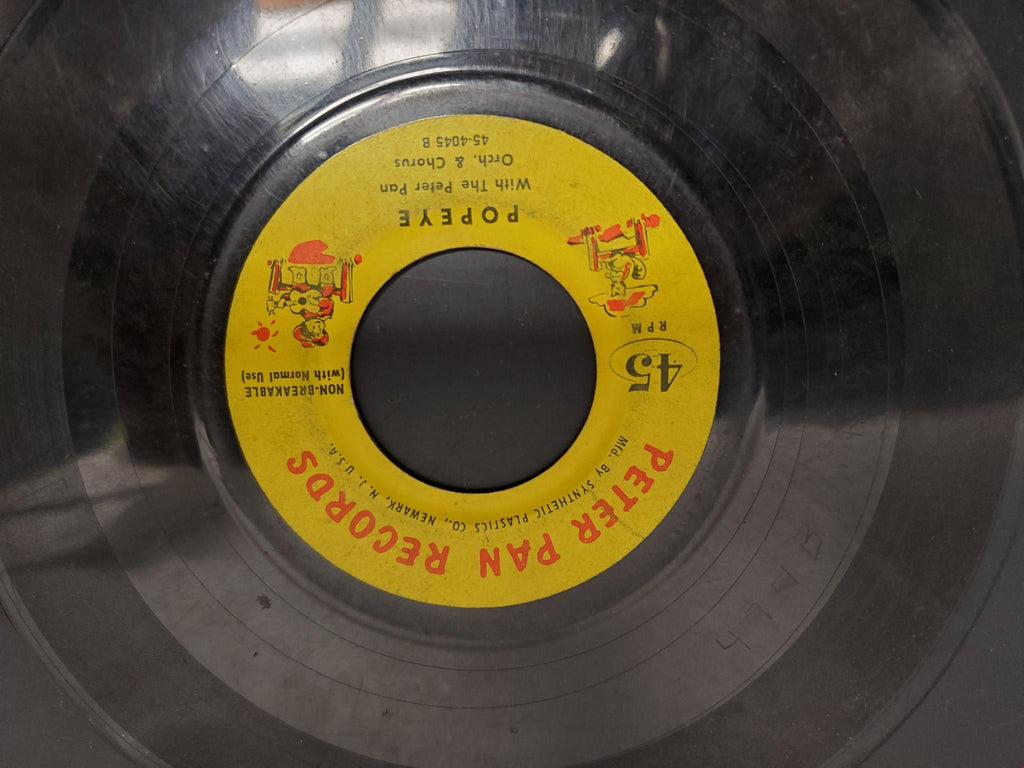 PETER PAN RECORDS
Mfd. BY SYNTHETIC PLASTICS CO., NEWARK, N. J. U.S.A.
45
RPM
NON-BREAKABLE
(with Normal Use)
POPEYE
With The Peter Pan
Orch. & Chorus
45-4045 B